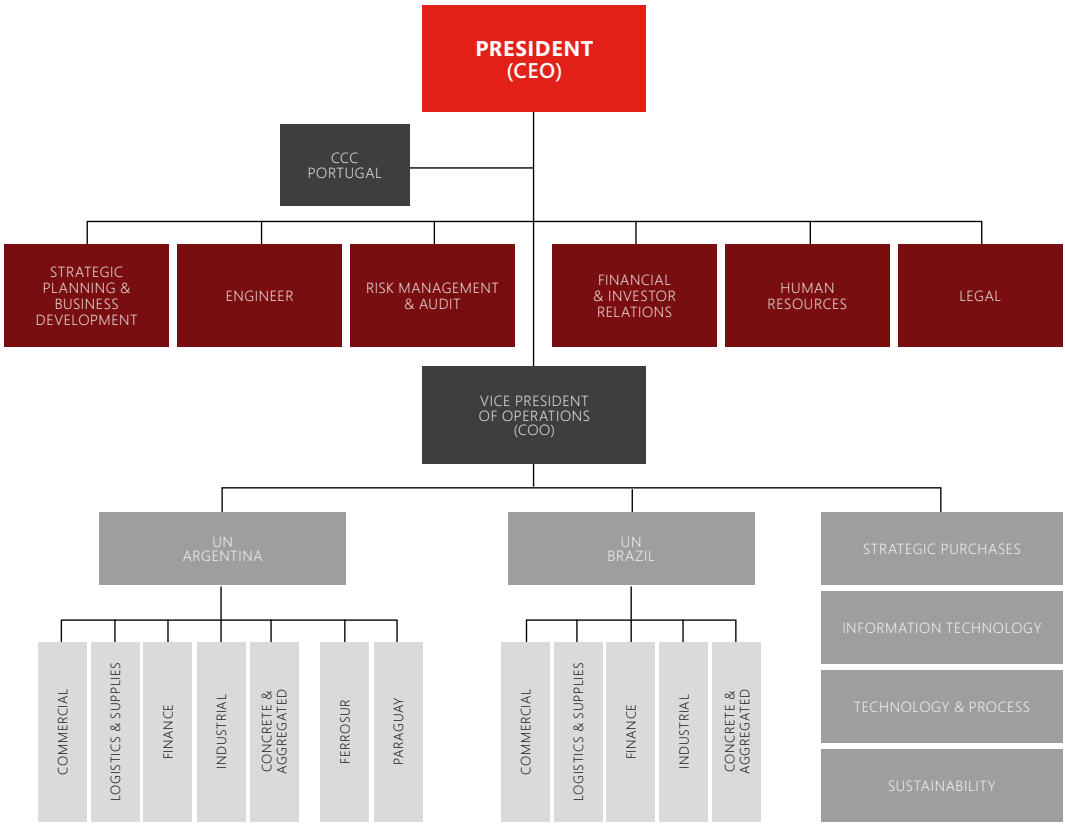 PRESIDENT
(CEO)
CCC
PORTUGAL
STRATEGIC
PLANNING &
BUSINESS
DEVELOPMENT
ENGINEER
RISK MANAGEMENT
& AUDIT
FINANCIAL
& INVESTOR
RELATIONS
HUMAN
RESOURCES
LEGAL
VICE PRESIDENT
OF OPERATIONS
(COO)
UN
ARGENTINA
UN
BRAZIL
STRATEGIC PURCHASES
INFORMATION TECHNOLOGY
TECHNOLOGY & PROCESS
SUSTAINABILITY
COMMERCIAL
LOGISTICS & SUPPLIES
FINANCE
INDUSTRIAL
CONCRETE &
AGGREGATED
FERROSUR
PARAGUAY
COMMERCIAL
LOGISTICS & SUPPLIES
FINANCE
INDUSTRIAL
CONCRETE &
AGGREGATED